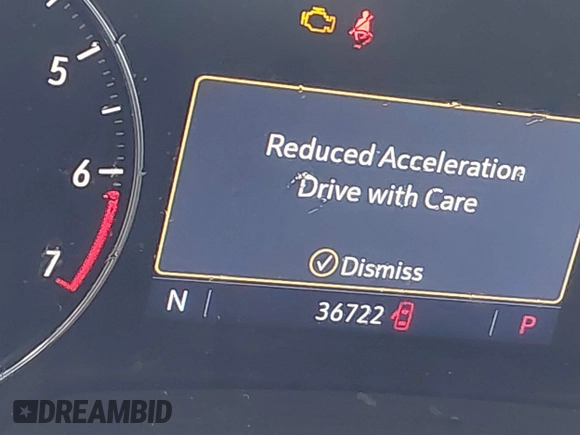 5
6
7
Reduced Acceleration
Drive with Care
Dismiss
N
36722
P
DREAMBID